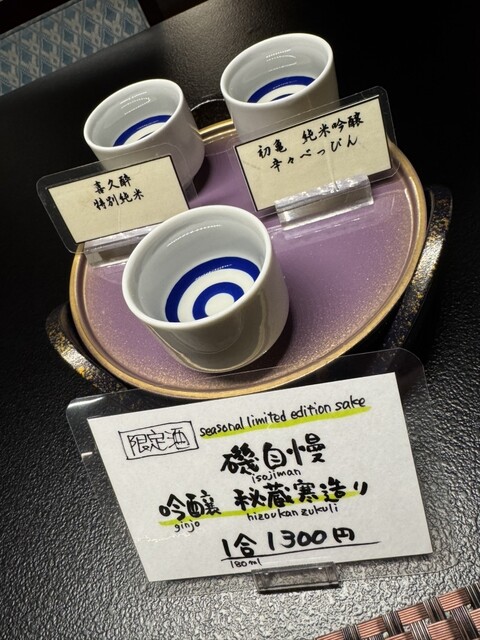 喜久酔
特別純米
初亀 純米吟醸
辛々べっぴん
限定酒 seasonal limited edition sake
磯自慢
isojiman
吟醸 秘蔵寒造り
ginjo hizoukanzukuli
1合 1300円
180ml